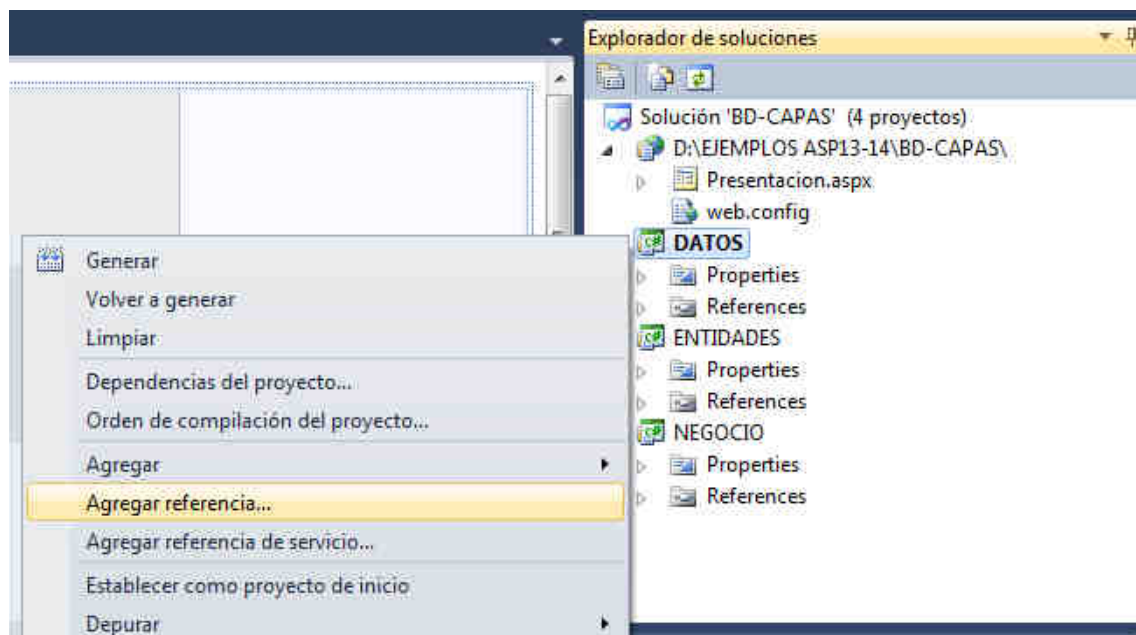 Explorador de soluciones
Solución 'BD-CAPAS' (4 proyectos)
D:\EJEMPLOS ASP13-14\BD-CAPAS\
Presentacion.aspx
web.config
DATOS
Properties
References
ENTIDADES
Properties
References
NEGOCIO
Properties
References
Generar
Volver a generar
Limpiar
Dependencias del proyecto...
Orden de compilación del proyecto...
Agregar
Agregar referencia...
Agregar referencia de servicio...
Establecer como proyecto de inicio
Depurar